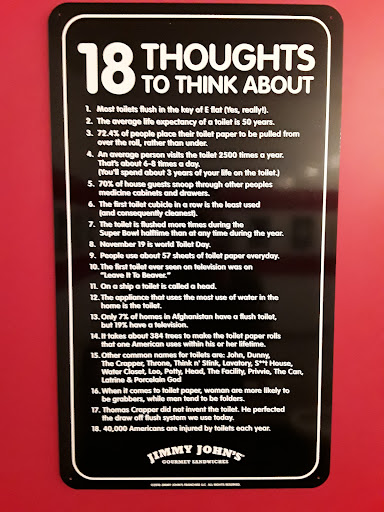 18 THOUGHTS
TO THINK ABOUT
1. Most toilets flush in the key of E flat (Yes, really!).
2. The average life expectancy of a toilet is 50 years.
3. 72.4% of people place their toilet paper to be pulled from
over the roll, rather than under.
4. An average person visits the toilet 2500 times a year.
That's about 6-8 times a day.
(You'll spend about 3 years of your life on the toilet.)
5. 70% of house guests snoop through other peoples
medicine cabinets and drawers.
6. The first toilet cubicle in a row is the least used
(and consequently cleanest).
7. The toilet is flushed more times during the
Super Bowl halftime than at any time during the year.
8. November 19 is world Toilet Day.
9. People use about 57 sheets of toilet paper everyday.
10. The first toilet ever seen on television was on
"Leave It To Beaver."
11. On a ship a toilet is called a head.
12. The appliance that uses the most use of water in the
home is the toilet.
13. Only 7% of homes in Afghanistan have a flush toilet,
but 19% have a television.
14. It takes about 384 trees to make the toilet paper rolls
that one American uses within his or her lifetime.
15. Other common names for toilets are: John, Dunny,
The Crapper, Throne, Think n' Stink, Lavatory, S**t House,
Water Closet, Loo, Potty, Head, The Facility, Privvie, The Can,
Latrine & Porcelain God
16. When it comes to toilet paper, women are more likely to
be grabbers, while men tend to be folders.
17. Thomas Crapper did not invent the toilet. He perfected
the draw off flush system we use today.
18. 40,000 Americans are injured by toilets each year.
JIMMY JOHN'S
GOURMET SANDWICHES
JIMMY JOHN'S FRANCHISE LLC ALL RIGHTS RESERVED.